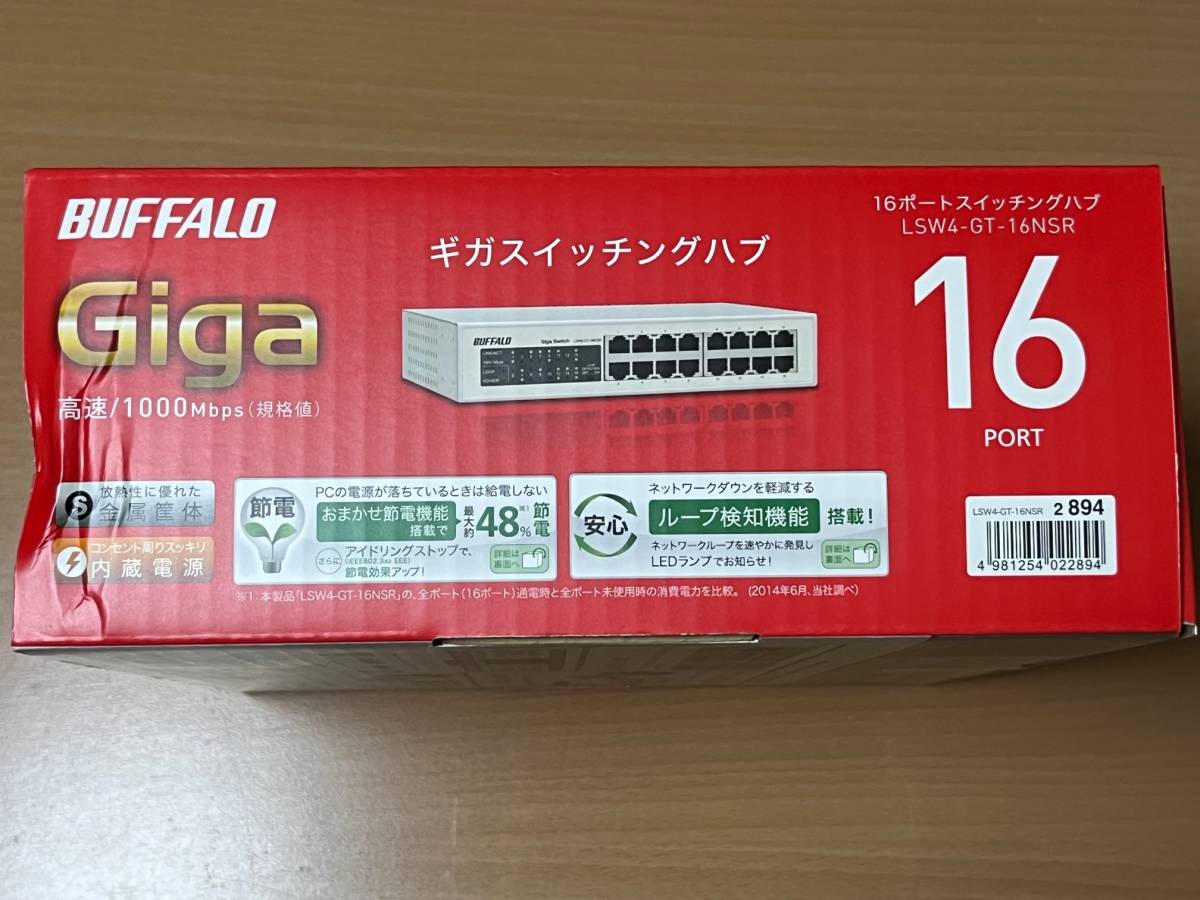 BUFFALO
Giga
高速/1000Mbps(規格値)
ギガスイッチングハブ
16ポートスイッチングハブ
LSW4-GT-16NSR
16
PORT
BUFFALO
Giga Switch
LINK/ACT
LOOP
POWER
放熱性に優れた
金属筐体
コンセント周りスッキリ
内蔵電源
節電
PCの電源が落ちているときは給電しない
おまかせ節電機能
搭載で
最大約48%※1節電
さらに アイドリングストップで、
(IEEE802.3az EEE)
節電効果アップ!
詳細は
裏面へ
安心
ネットワークダウンを軽減する
ループ検知機能 搭載!
ネットワークループを速やかに発見し
LEDランプでお知らせ!
詳細は
裏面へ
LSW4-GT-16NSR 2 894
4 981254 022894
※1:本製品「LSW4-GT-16NSR」の、全ポート(16ポート)通電時と全ポート未使用時の消費電力を比較。 (2014年6月、当社調べ)